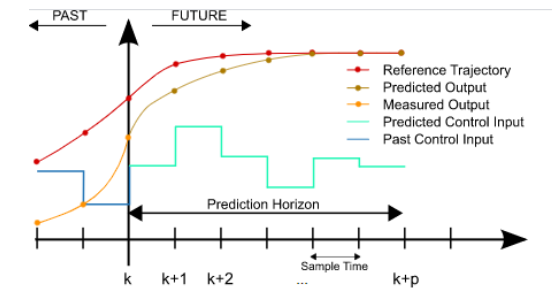 PAST
FUTURE
Reference Trajectory
Predicted Output
Measured Output
Predicted Control Input
Past Control Input
Prediction Horizon
Sample Time
k
k+1
k+2
...
k+p